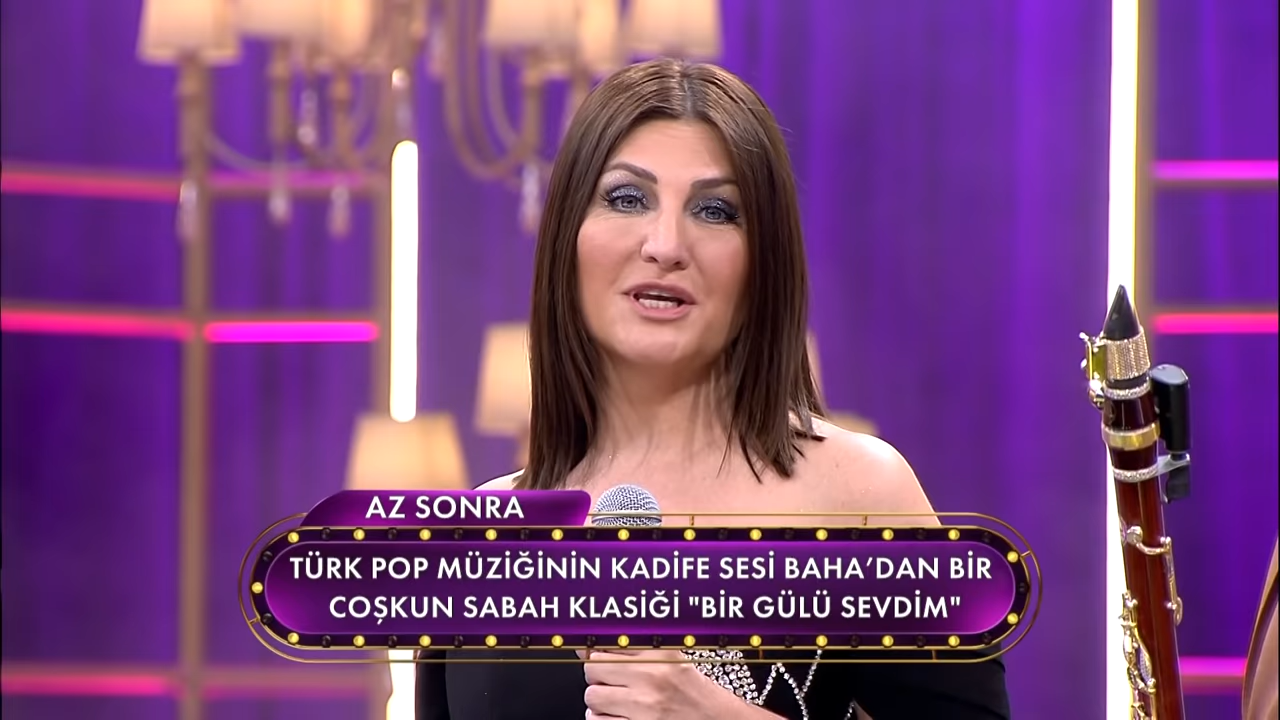 AZ SONRA
TÜRK POP MÜZİĞİNİN KADİFE SESİ BAHA'DAN BİR
COŞKUN SABAH KLASİĞİ "BİR GÜLÜ SEVDİM"